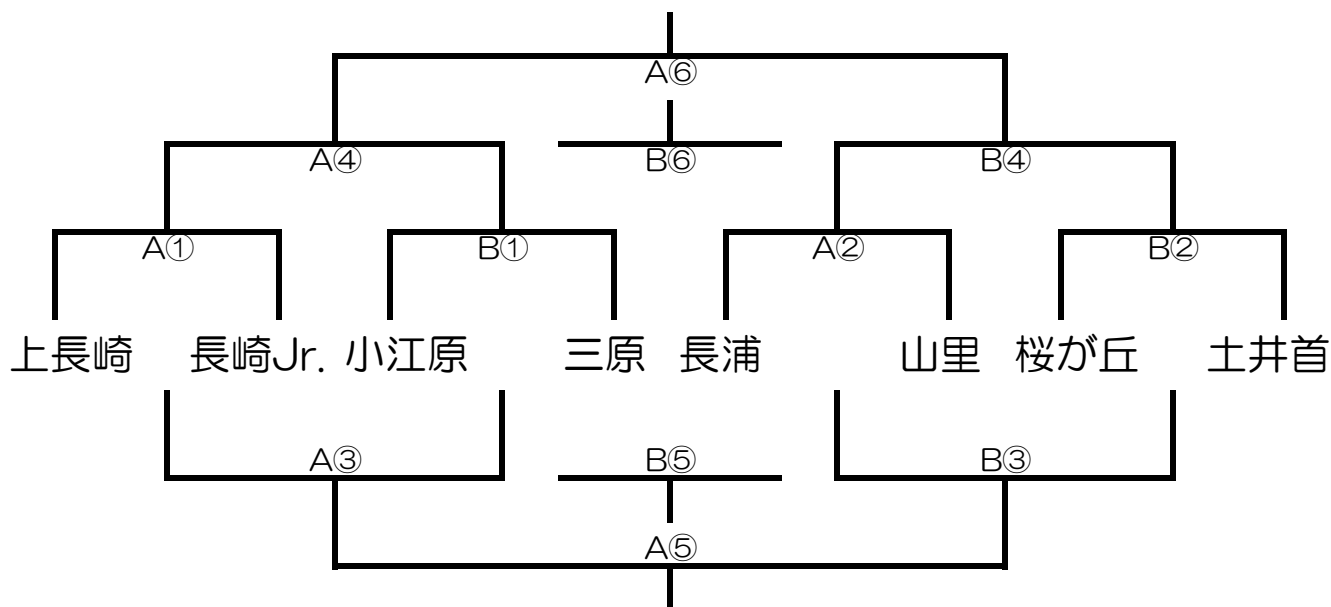 A⑥
A④ B⑥ B④
A① B① A② B②
上長崎 長崎Jr. 小江原 三原 長浦 山里 桜が丘 土井首
A③ B⑤ B③
A⑤